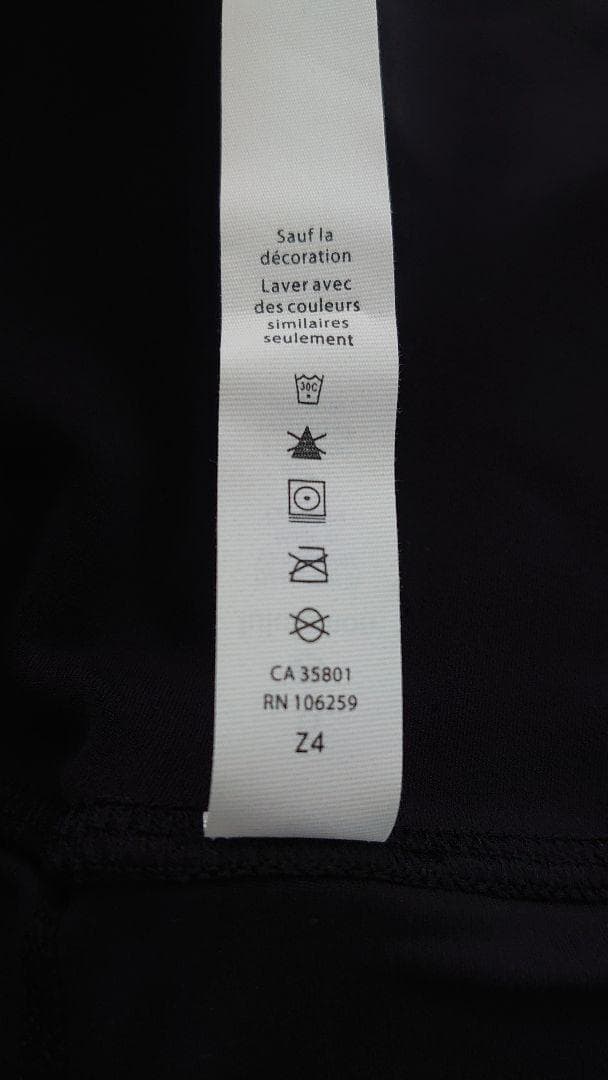 Sauf la
décoration
Laver avec
des couleurs
similaires
seulement
30C
CA 35801
RN 106259
Z4